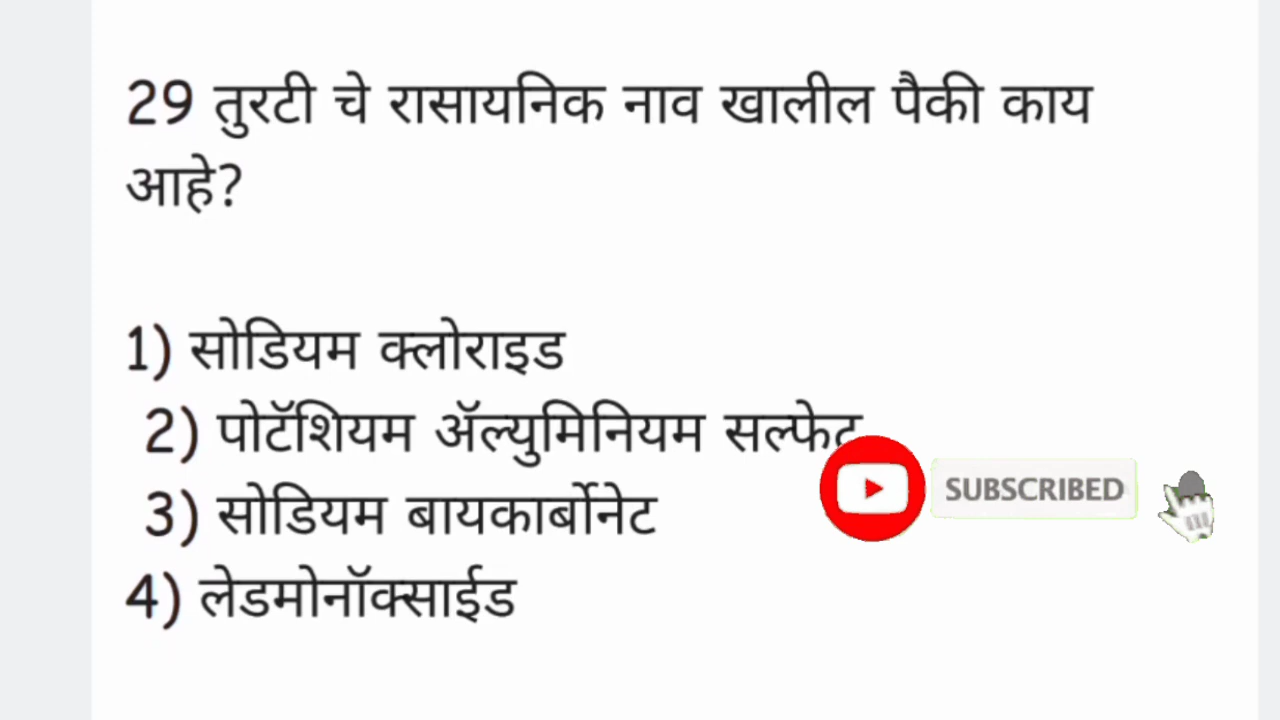 29 तुरटी चे रासायनिक नाव खालील पैकी काय
आहे?
1) सोडियम क्लोराइड
2) पोटॅशियम ॲल्युमिनियम सल्फेट
3) सोडियम बायकार्बोनेट
SUBSCRIBED
4) लेडमोनॉक्साईड